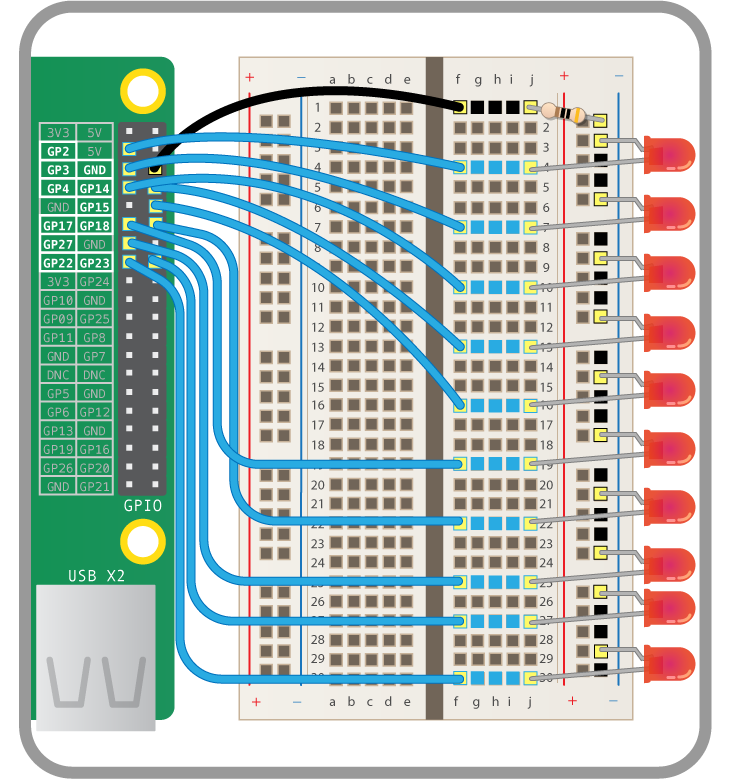 3V3 5V
GP2 5V
GP3 GND
GP4 GP14
GND GP15
GP17 GP18
GP27 GND
GP22 GP23
3V3 GP24
GP10 GND
GP09 GP25
GP11 GP8
GND GP7
DNC DNC
GP5 GND
GP6 GP12
GP13 GND
GP19 GP16
GP26 GP20
GND GP21
GPIO
USB X2
+ − a b c d e f g h i j + −
1
2 2
3 3
4 4
5 5
6 6
7 7
8 8
9 9
10 10
11 11
12 12
13 13
14 14
15 15
16 16
17 17
18 18
19
20 20
21 21
22 22
23 23
24 24
25 25
26 26
27 27
28 28
29 29
30 30
+ − a b c d e f g h i j + −